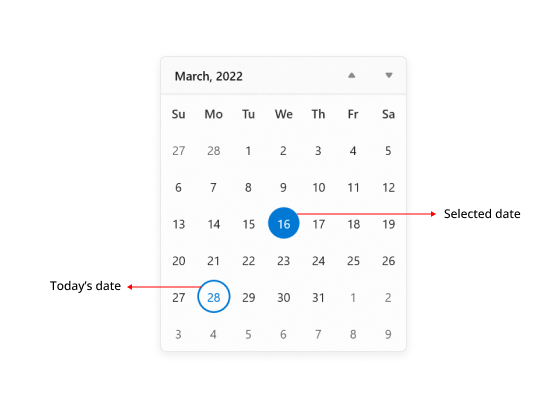 March, 2022
Su Mo Tu We Th Fr Sa
27 28 1 2 3 4 5
6 7 8 9 10 11 12
13 14 15 16 17 18 19
Selected date
20 21 22 23 24 25 26
Today's date
27 28 29 30 31 1 2
3 4 5 6 7 8 9